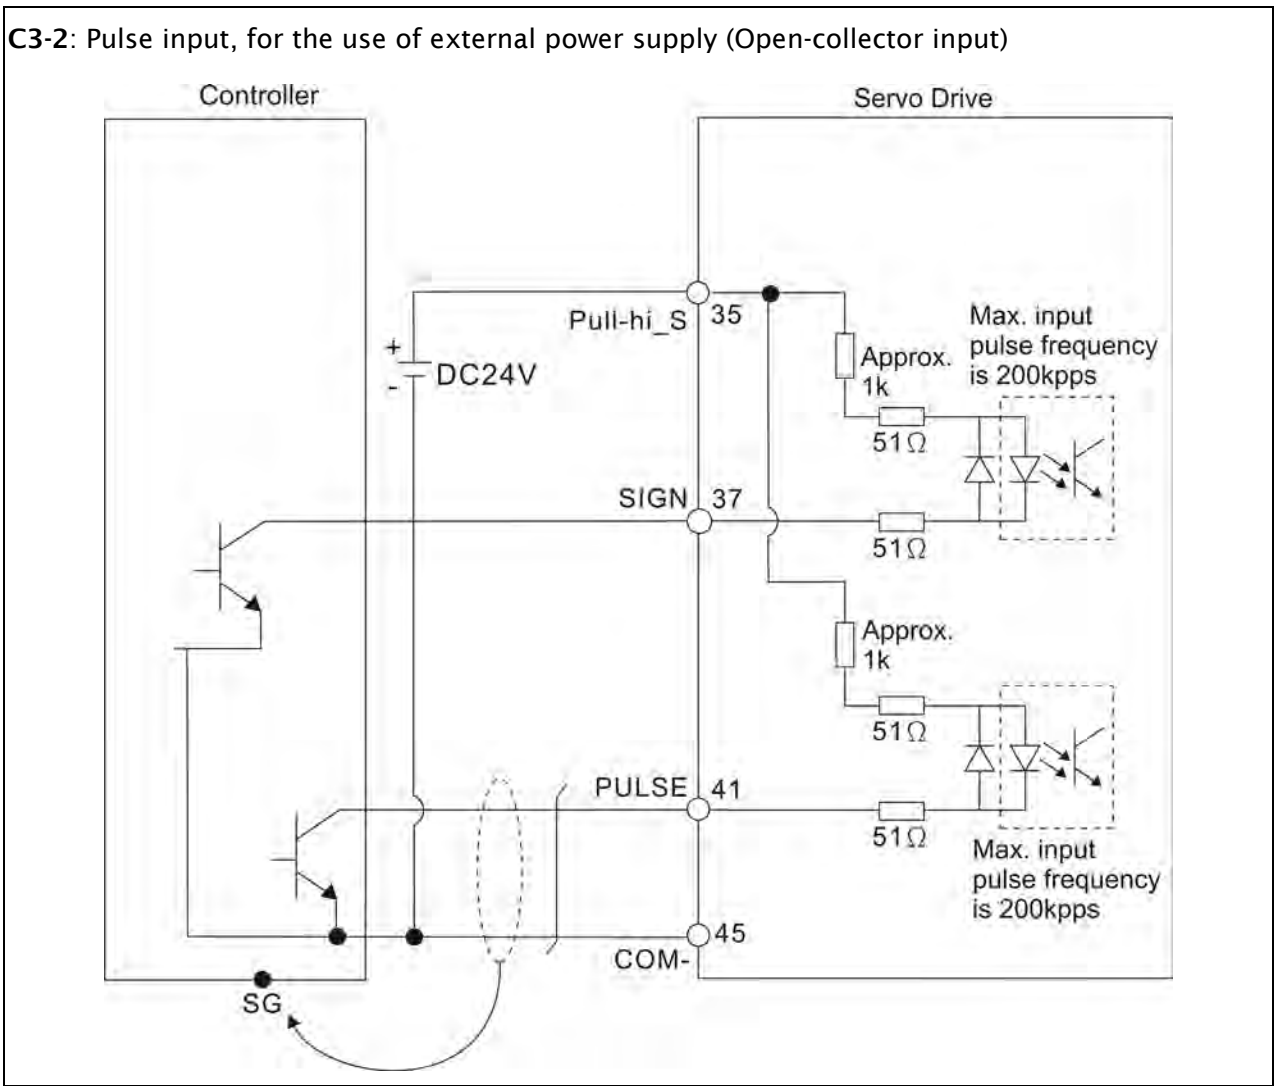 C3-2: Pulse input, for the use of external power supply (Open-collector input)
Controller
Servo Drive
Pull-hi_S
35
Max. input
pulse frequency
is 200kpps
Approx.
1k
+
-
DC24V
51Ω
SIGN
37
51Ω
Approx.
1k
51Ω
PULSE
41
51Ω
Max. input
pulse frequency
is 200kpps
45
COM-
SG